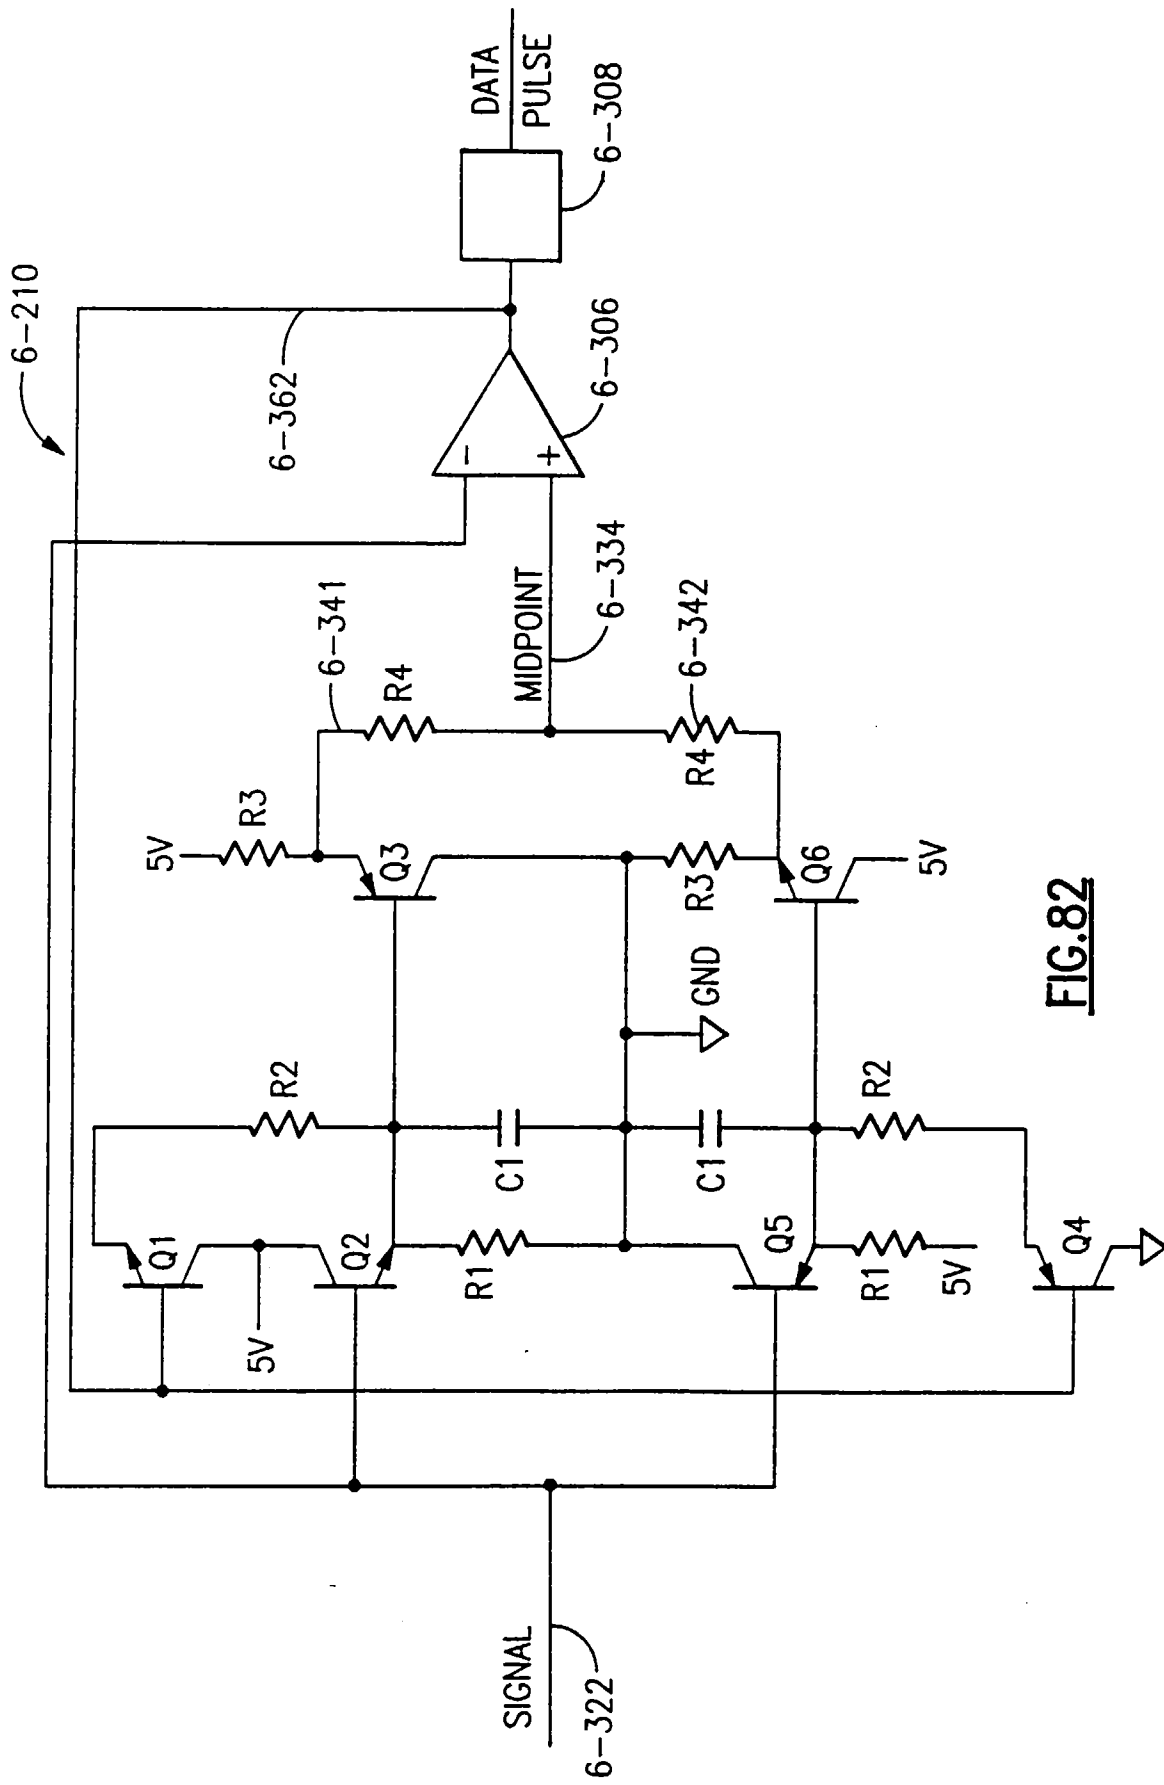 6-210
6-362
DATA
PULSE
6-308
6-306
-
+
MIDPOINT
6-334
6-341
R4
6-342
R4
5V
R3
Q3
R3
Q6
5V
GND
R2
C1
C1
R2
Q1
5V
Q2
R1
Q5
R1
5V
Q4
SIGNAL
6-322
FIG.82